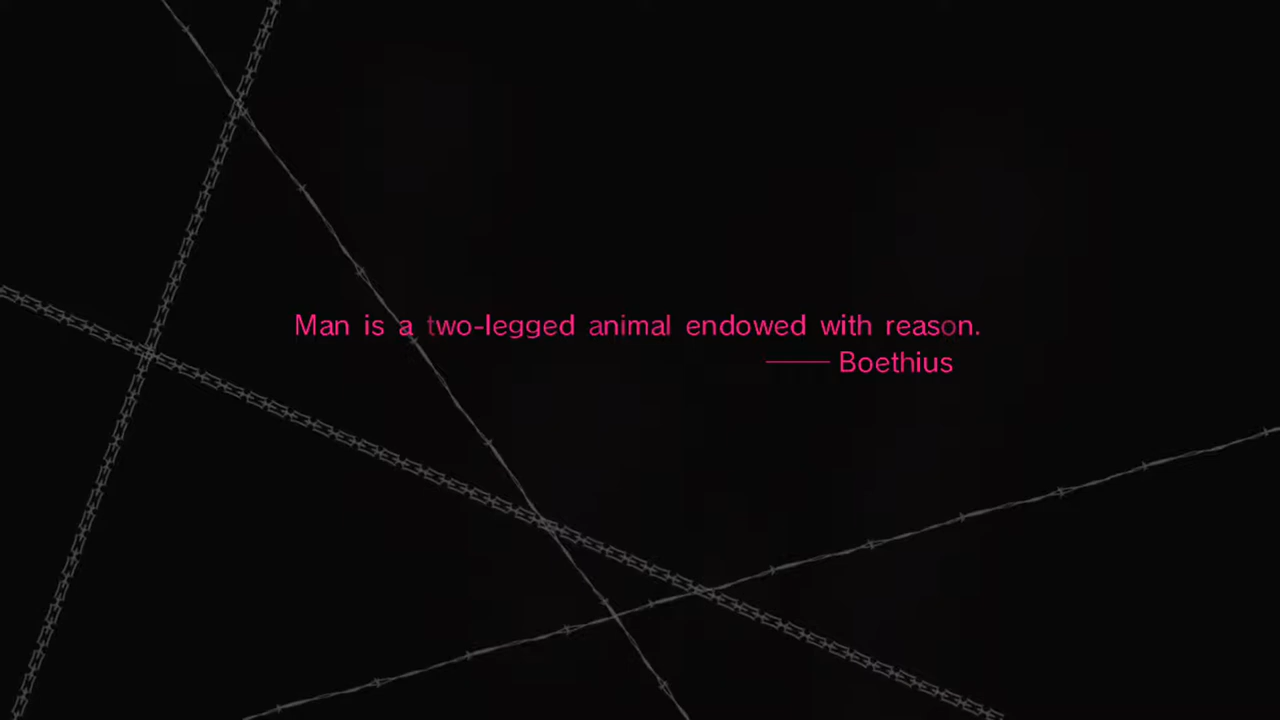 Man is a two-legged animal endowed with reason.
—— Boethius